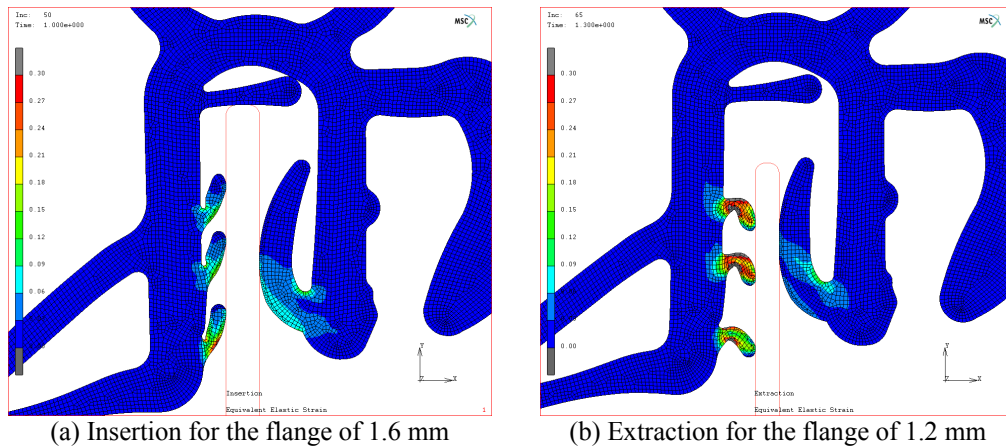 Inc: 50
Time: 1.000e+000
MSC
0.30
0.27
0.24
0.21
0.18
0.15
0.12
0.09
0.06
Y
Z X
Insertion
Equivalent Elastic Strain
1
Inc: 65
Time: 1.300e+000
MSC
0.30
0.27
0.24
0.21
0.18
0.15
0.12
0.09
0.06
0.00
Y
Z X
Extraction
Equivalent Elastic Strain
(a) Insertion for the flange of 1.6 mm
(b) Extraction for the flange of 1.2 mm